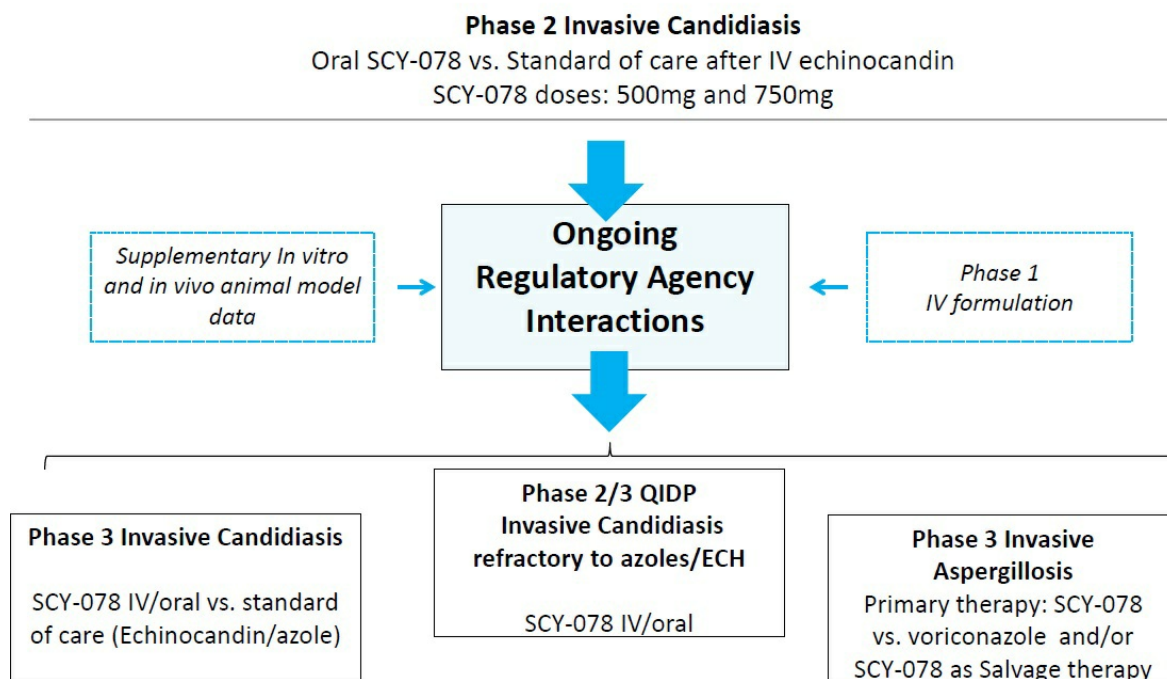 Phase 2 Invasive Candidiasis
Oral SCY-078 vs. Standard of care after IV echinocandin
SCY-078 doses: 500mg and 750mg
Supplementary In vitro
and in vivo animal model
data
Ongoing
Regulatory Agency
Interactions
Phase 1
IV formulation
Phase 3 Invasive Candidiasis
SCY-078 IV/oral vs. standard
of care (Echinocandin/azole)
Phase 2/3 QIDP
Invasive Candidiasis
refractory to azoles/ECH
SCY-078 IV/oral
Phase 3 Invasive
Aspergillosis
Primary therapy: SCY-078
vs. voriconazole and/or
SCY-078 as Salvage therapy